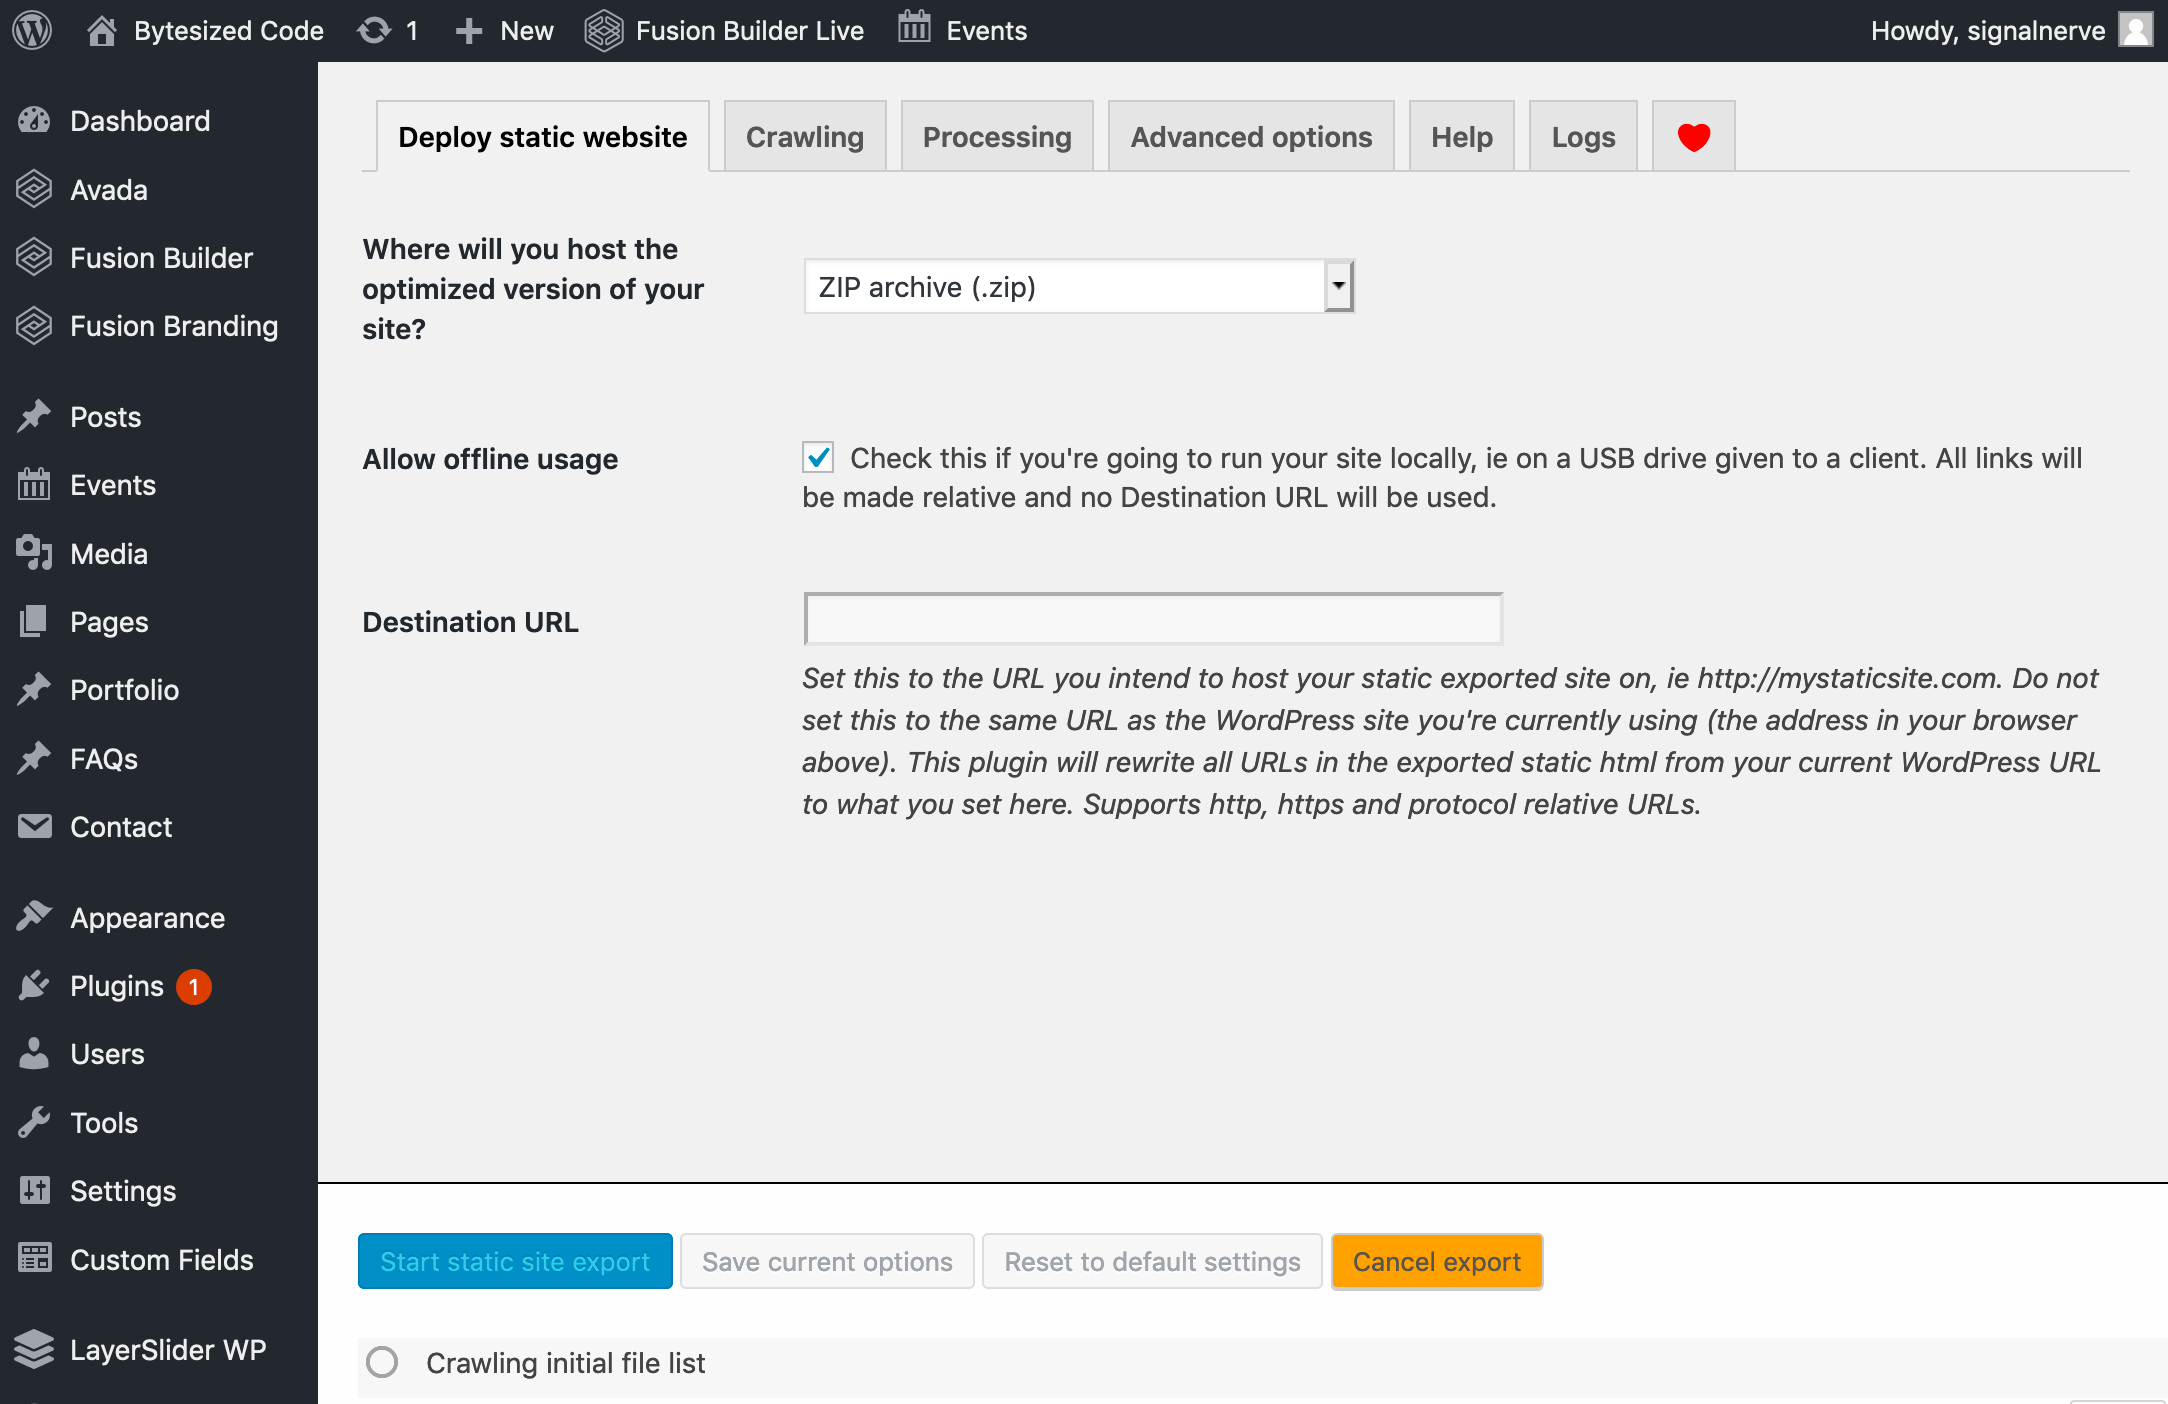 Bytesized Code
1
New
Fusion Builder Live
Events
Howdy, signalnerve
Dashboard
Avada
Fusion Builder
Fusion Branding
Posts
Events
Media
Pages
Portfolio
FAQs
Contact
Appearance
Plugins 1
Users
Tools
Settings
Custom Fields
LayerSlider WP
Deploy static website
Crawling
Processing
Advanced options
Help
Logs
Where will you host the
optimized version of your
site?
ZIP archive (.zip)
Allow offline usage
Check this if you're going to run your site locally, ie on a USB drive given to a client. All links will
be made relative and no Destination URL will be used.
Destination URL
Set this to the URL you intend to host your static exported site on, ie http://mystaticsite.com. Do not
set this to the same URL as the WordPress site you're currently using (the address in your browser
above). This plugin will rewrite all URLs in the exported static html from your current WordPress URL
to what you set here. Supports http, https and protocol relative URLs.
Start static site export
Save current options
Reset to default settings
Cancel export
Crawling initial file list